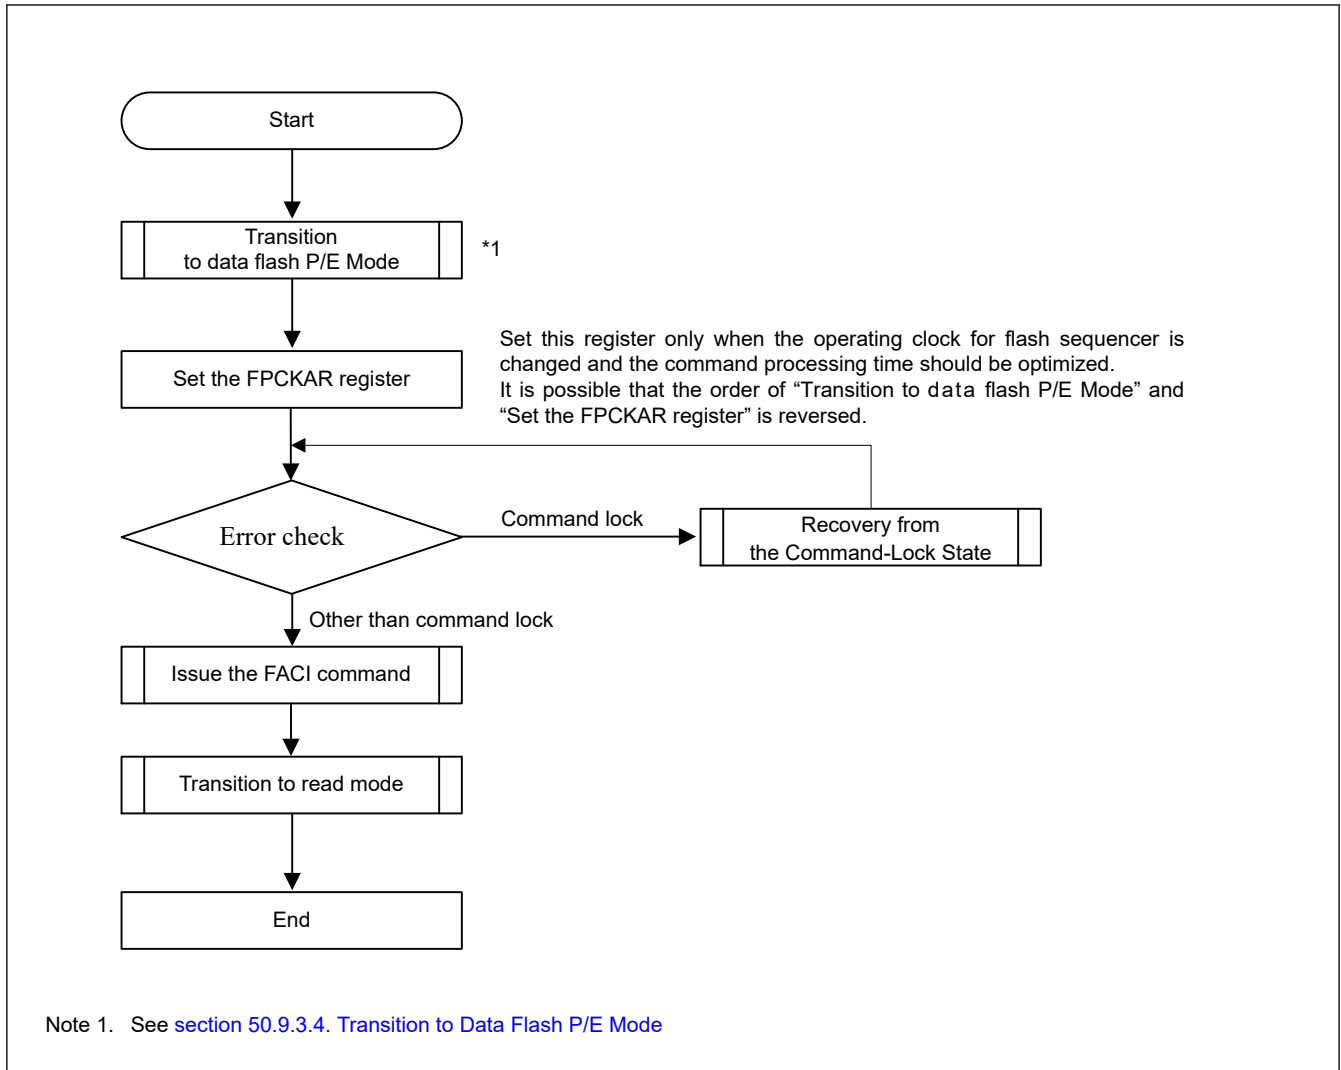 Start
Transition
to data flash P/E Mode
*1
Set the FPCKAR register
Set this register only when the operating clock for flash sequencer is
changed and the command processing time should be optimized.
It is possible that the order of “Transition to data flash P/E Mode” and
“Set the FPCKAR register” is reversed.
Error check
Command lock
Recovery from
the Command-Lock State
Other than command lock
Issue the FACI command
Transition to read mode
End
Note 1. See section 50.9.3.4. Transition to Data Flash P/E Mode